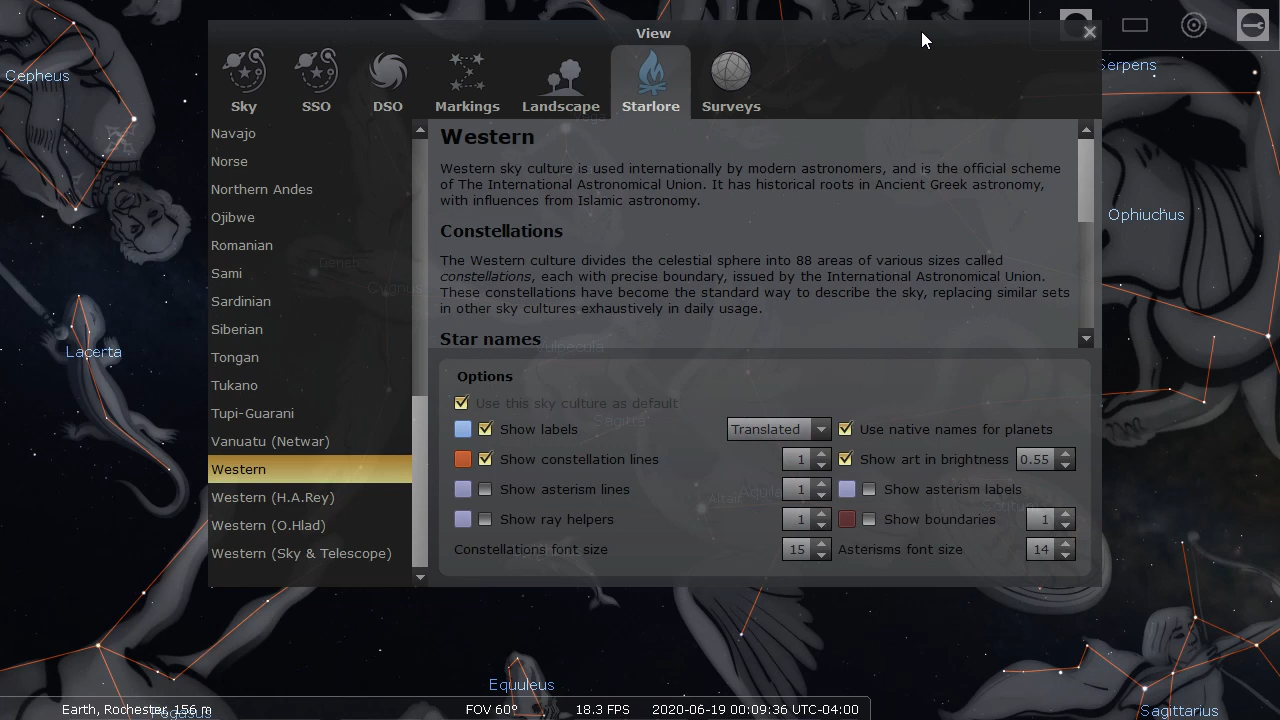 View
Sky
SSO
DSO
Markings
Landscape
Starlore
Surveys
Cepheus
Serpens
Navajo
Norse
Northern Andes
Ojibwe
Romanian
Sami
Sardinian
Siberian
Tongan
Tukano
Tupi-Guarani
Vanuatu (Netwar)
Western
Western (H.A.Rey)
Western (O.Hlad)
Western (Sky & Telescope)
Western
Western sky culture is used internationally by modern astronomers, and is the official scheme
of The International Astronomical Union. It has historical roots in Ancient Greek astronomy,
with influences from Islamic astronomy.
Constellations
The Western culture divides the celestial sphere into 88 areas of various sizes called
constellations, each with precise boundary, issued by the International Astronomical Union.
These constellations have become the standard way to describe the sky, replacing similar sets
in other sky cultures exhaustively in daily usage.
Star names
Options
Use this sky culture as default
Show labels
Translated
Use native names for planets
Show constellation lines
1
Show art in brightness
0.55
Show asterism lines
1
Show asterism labels
Show ray helpers
1
Show boundaries
1
Constellations font size
15
Asterisms font size
14
Ophiuchus
Lacerta
Deneb
Cygnus
Vulpecula
Sagitta
Altair
Aquila
Equuleus
Pegasus
Sagittarius
Earth, Rochester, 156 m
FOV 60°
18.3 FPS
2020-06-19 00:09:36 UTC-04:00